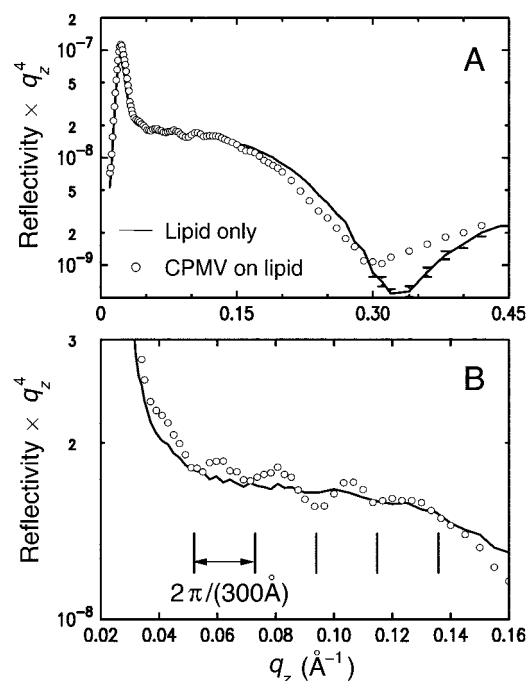 A
Reflectivity × q_z^4
2
10^-7
5
2
10^-8
5
2
10^-9
Lipid only
CPMV on lipid
0 0.15 0.30 0.45
B
Reflectivity × q_z^4
3
2
10^-8
2π/(300Å)
0.02 0.04 0.06 0.08 0.10 0.12 0.14 0.16
q_z (Å^-1)